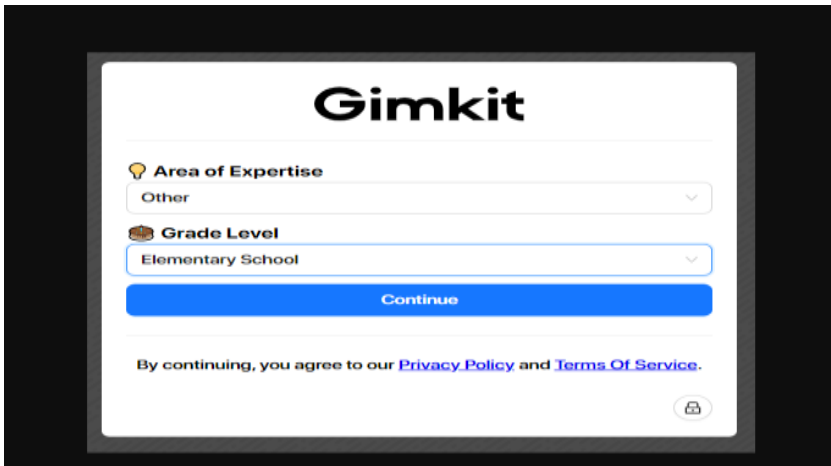 Gimkit
Area of Expertise
Other
Grade Level
Elementary School
Continue
By continuing, you agree to our Privacy Policy and Terms Of Service.